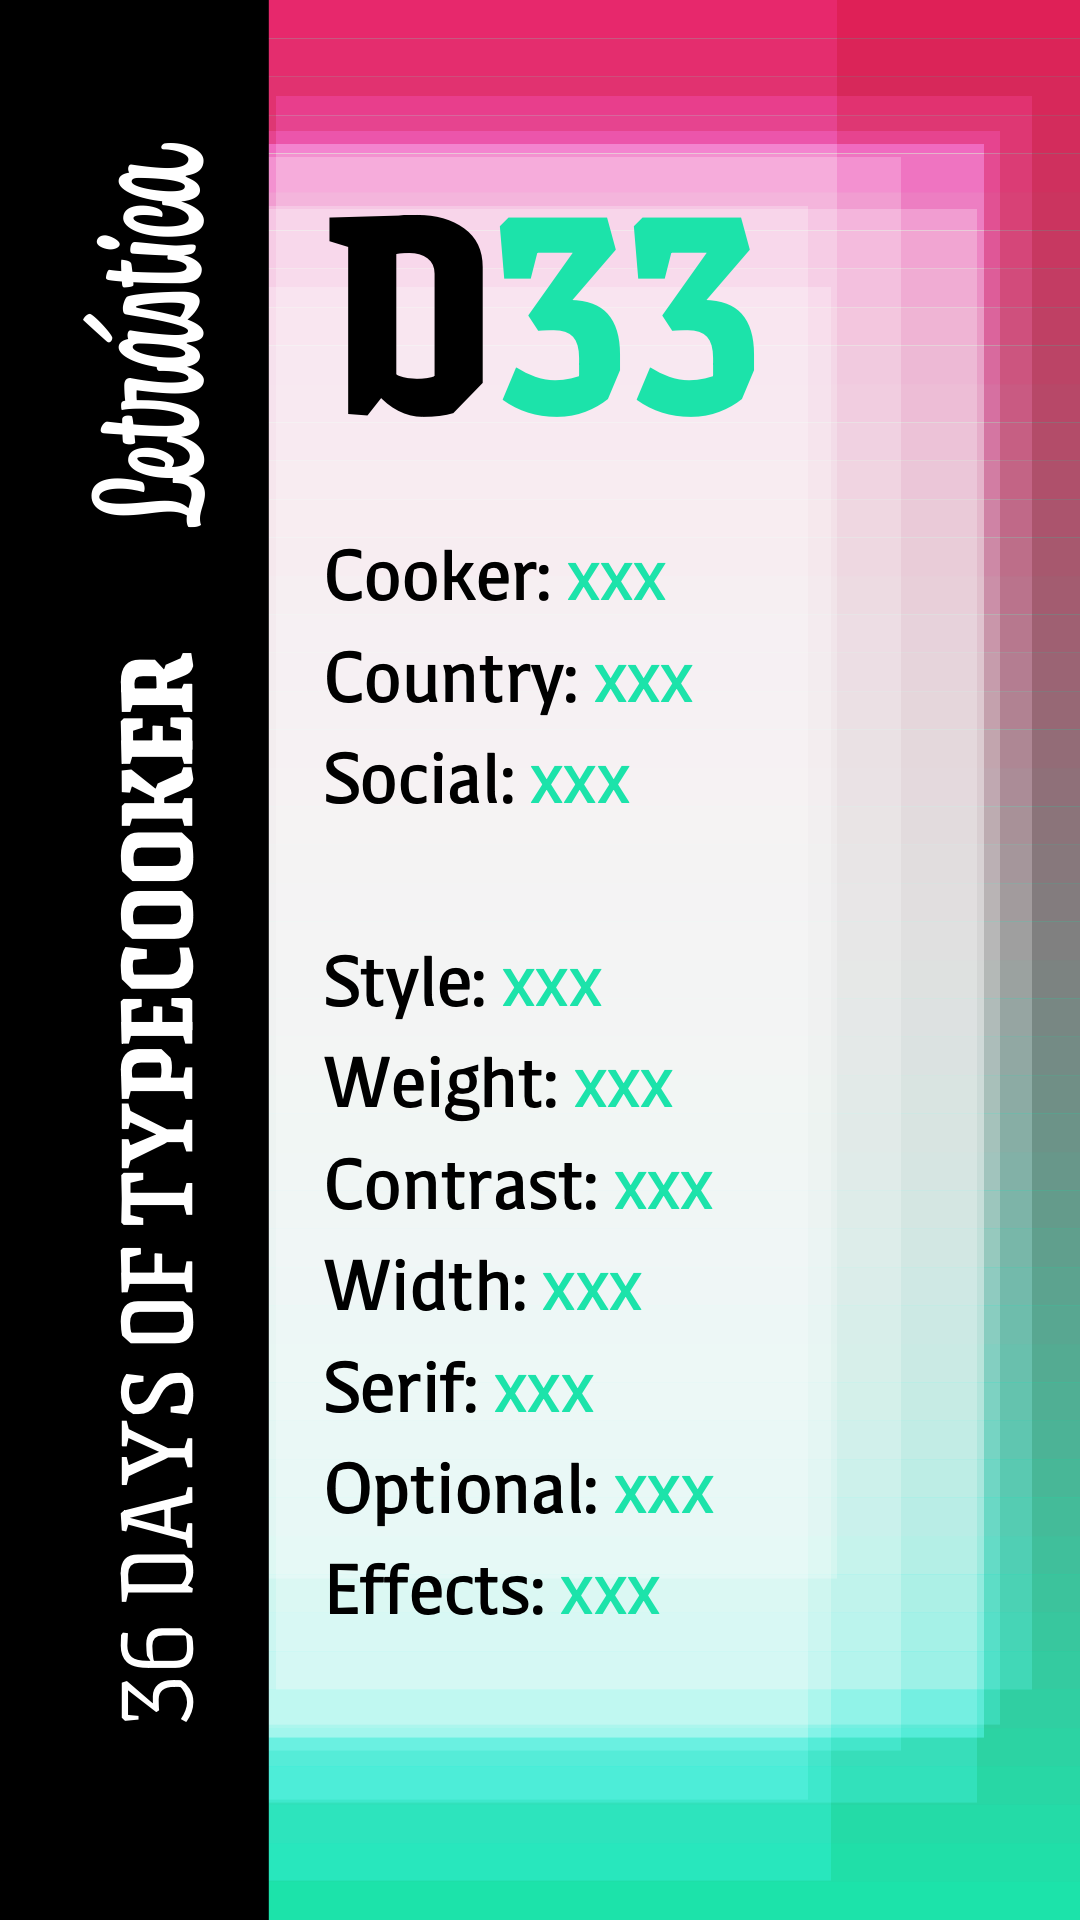 Letrástica
36 DAYS OF TYPECOOKER
D33
Cooker: xxx
Country: xxx
Social: xxx
Style: xxx
Weight: xxx
Contrast: xxx
Width: xxx
Serif: xxx
Optional: xxx
Effects: xxx